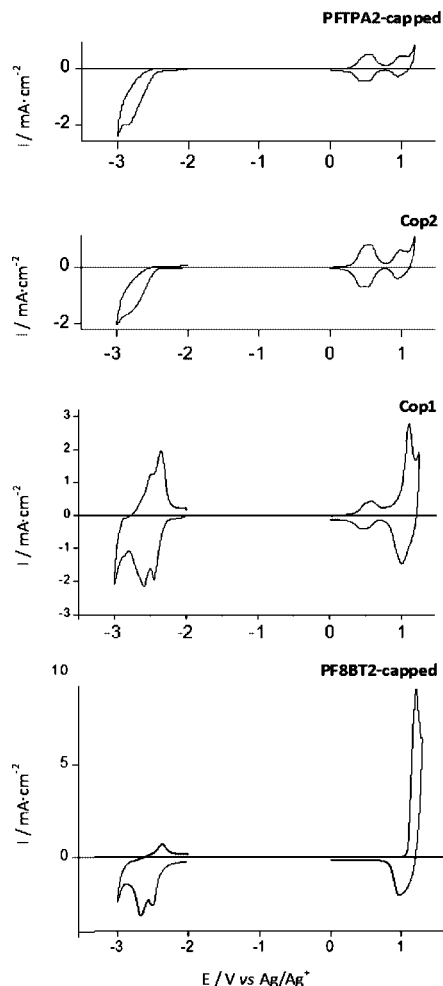 PFTPA2-capped
I / mA·cm⁻²
0
-2
-3 -2 -1 0 1
Cop2
I / mA·cm⁻²
0
-2
-3 -2 -1 0 1
Cop1
I / mA·cm⁻²
3
2
1
0
-1
-2
-3
-3 -2 -1 0 1
PF8BT2-capped
I / mA·cm⁻²
10
5
0
-3 -2 -1 0 1
E / V vs Ag/Ag⁺